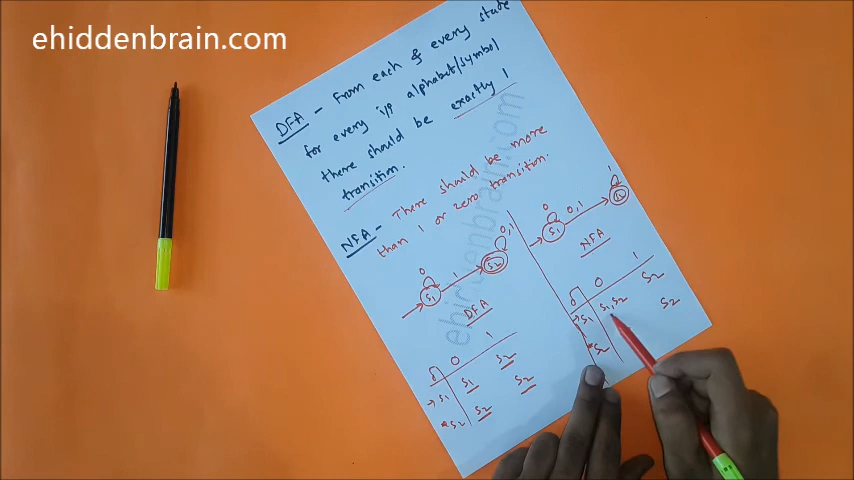 ehiddenbrain.com
DFA - From each & every state
for every i/p alphabet/symbol
there should be exactly 1
transition.
NFA - There should be more
than 1 or zero transition.
0
S1
1
S2
0,1
DFA
0
S1
0,1
S2
1
NFA
δ 0 1
→S1 S1 S2
*S2 S2 S2
δ 0 1
→S1 S1,S2 S2
*S2 S2
ehiddenbrain.com